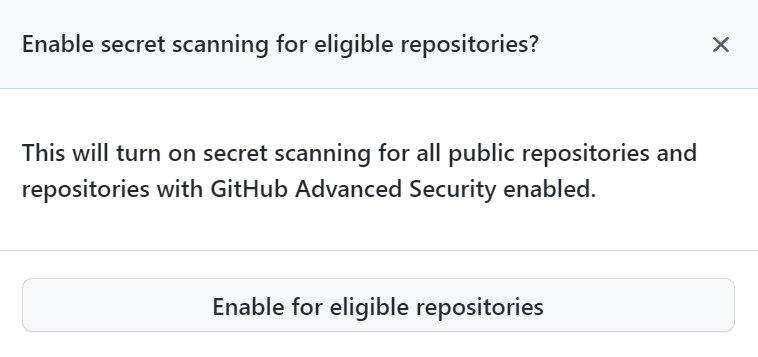 Enable secret scanning for eligible repositories?
This will turn on secret scanning for all public repositories and
repositories with GitHub Advanced Security enabled.
Enable for eligible repositories